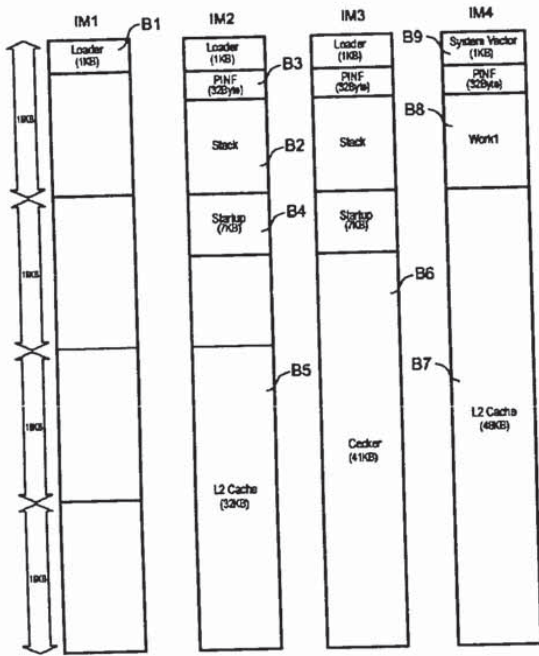 IM1 IM2 IM3 IM4
B1
Loader
(1KB)
Loader
(1KB)
PINF
(32Byte)
B3
Stack
B2
Startup
(7KB)
B4
B5
L2 Cache
(32KB)
Loader
(1KB)
PINF
(32Byte)
Stack
Startup
(7KB)
B6
Cecker
(41KB)
B9
System Vector
(1KB)
PINF
(32Byte)
B8
Work1
B7
L2 Cache
(48KB)